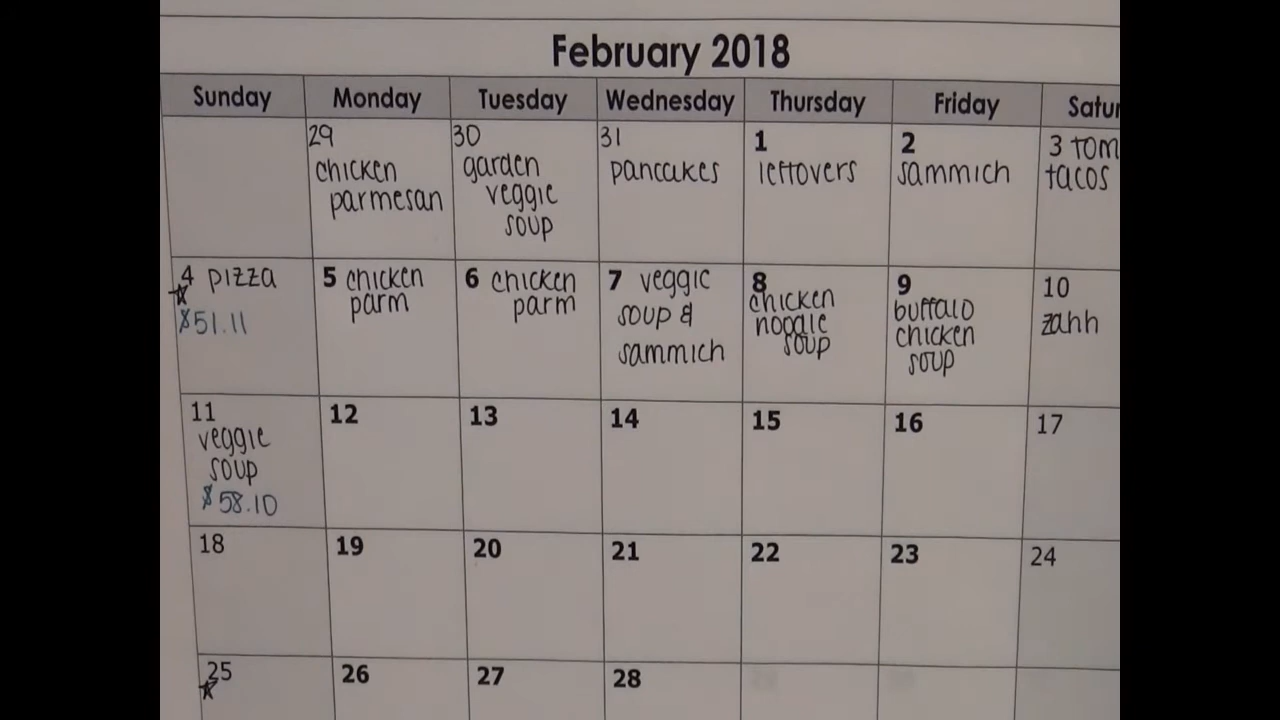 February 2018
Sunday Monday Tuesday Wednesday Thursday Friday Satur
29
chicken
parmesan
30
garden
veggie
soup
31
pancakes
1
leftovers
2
sammich
3 tom
tacos
4 pizza
$51.11
5 chicken
parm
6 chicken
parm
7 veggie
soup &
sammich
8
chicken
noodle
soup
9
buffalo
chicken
soup
10
zahh
11
veggie
soup
$58.10
12
13
14
15
16
17
18
19
20
21
22
23
24
25
26
27
28